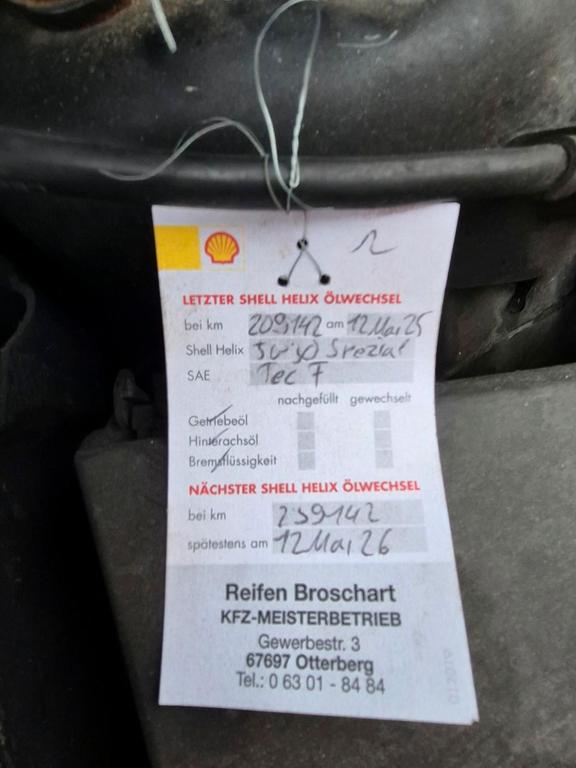 LETZTER SHELL HELIX ÖLWECHSEL
bei km 209142 am 12 Mai 25
Shell Helix 5W30 Spezial
SAE Tec F
nachgefüllt gewechselt
Getriebeöl
Hinterachsöl
Bremsflüssigkeit
NÄCHSTER SHELL HELIX ÖLWECHSEL
bei km 239142
spätestens am 12 Mai 26
Reifen Broschart
KFZ-MEISTERBETRIEB
Gewerbestr. 3
67697 Otterberg
Tel.: 0 63 01 - 84 84